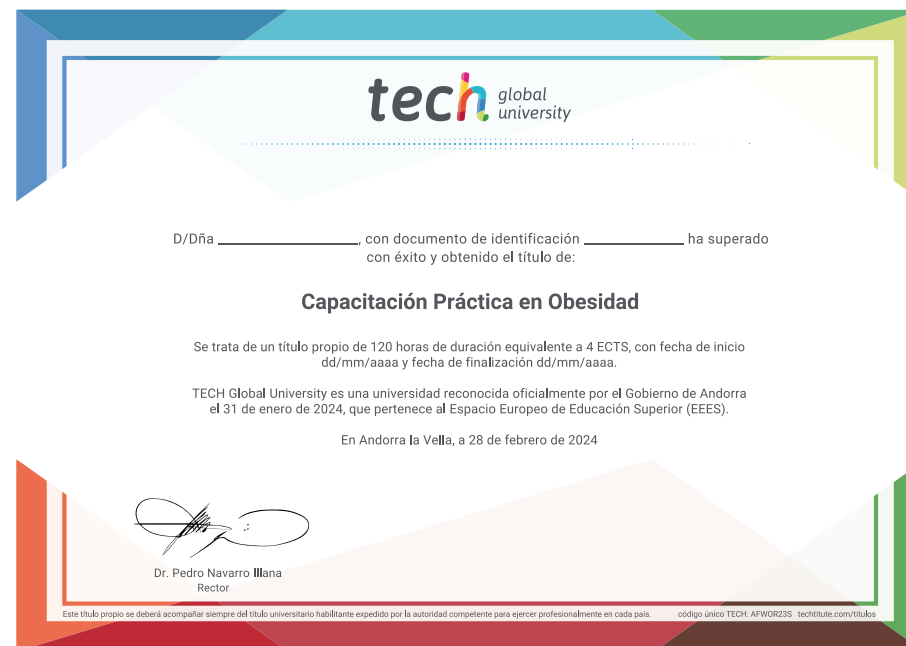 tech global university
D/Dña ____________________, con documento de identificación ______________ ha superado
con éxito y obtenido el título de:
Capacitación Práctica en Obesidad
Se trata de un título propio de 120 horas de duración equivalente a 4 ECTS, con fecha de inicio
dd/mm/aaaa y fecha de finalización dd/mm/aaaa.
TECH Global University es una universidad reconocida oficialmente por el Gobierno de Andorra
el 31 de enero de 2024, que pertenece al Espacio Europeo de Educación Superior (EEES).
En Andorra la Vella, a 28 de febrero de 2024
Dr. Pedro Navarro Illana
Rector
Este título propio se deberá acompañar siempre del título universitario habilitante expedido por la autoridad competente para ejercer profesionalmente en cada país. código único TECH: AFWOR23S techtitute.com/titulos